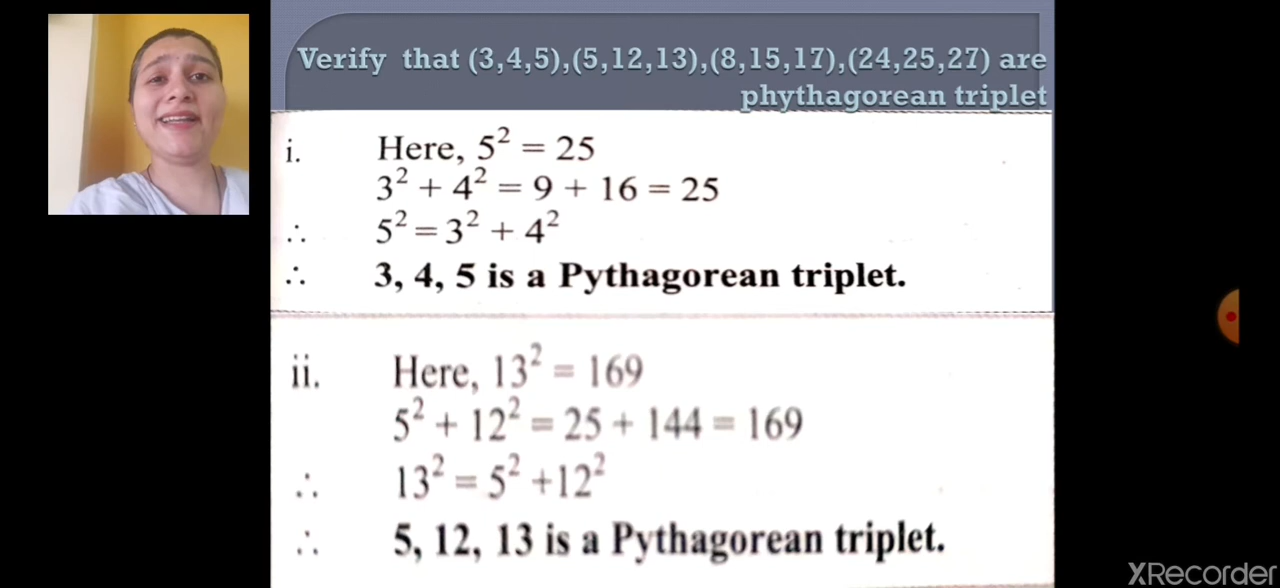 Verify that (3,4,5),(5,12,13),(8,15,17),(24,25,27) are
phythagorean triplet
i. Here, 5² = 25
3² + 4² = 9 + 16 = 25
∴ 5² = 3² + 4²
∴ 3, 4, 5 is a Pythagorean triplet.
ii. Here, 13² = 169
5² + 12² = 25 + 144 = 169
∴ 13² = 5² +12²
∴ 5, 12, 13 is a Pythagorean triplet.
XRecorder